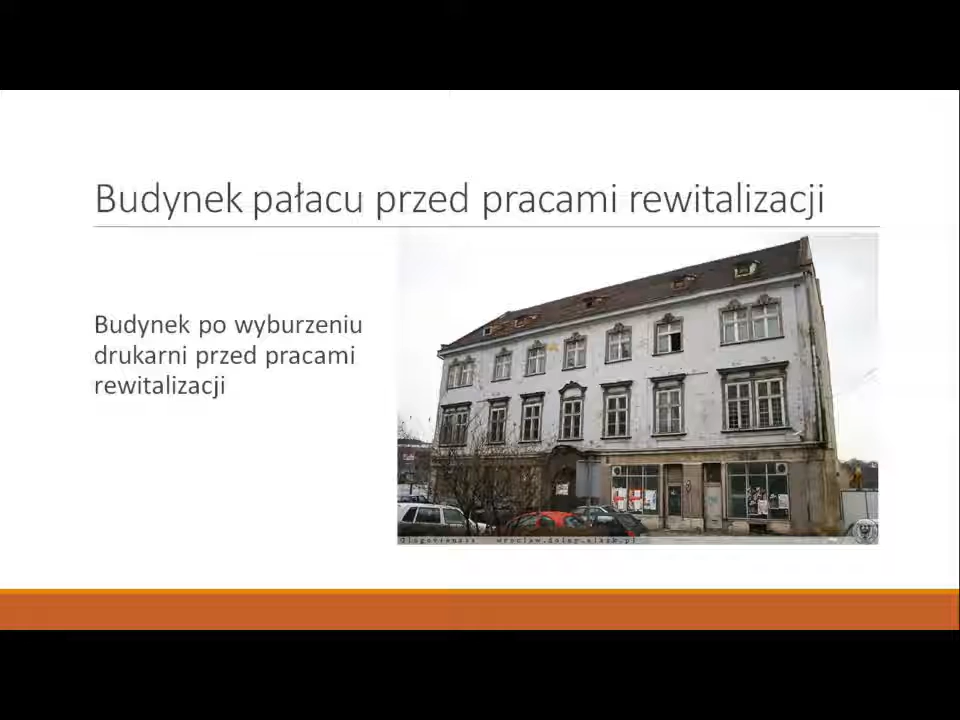 Budynek pałacu przed pracami rewitalizacji
Budynek po wyburzeniu
drukarni przed pracami
rewitalizacji
wroclaw.dolny.slask.pl